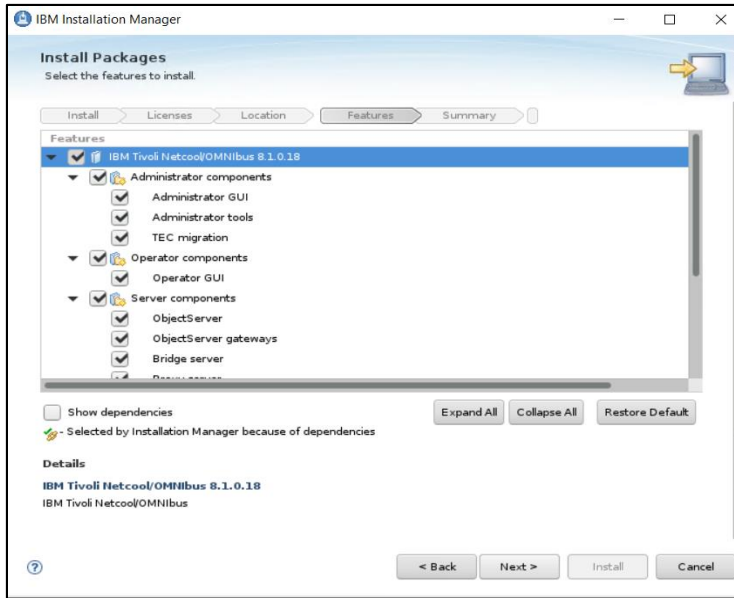 IBM Installation Manager
Install Packages
Select the features to install.
Install Licenses Location Features Summary
Features
IBM Tivoli Netcool/OMNIbus 8.1.0.18
Administrator components
Administrator GUI
Administrator tools
TEC migration
Operator components
Operator GUI
Server components
ObjectServer
ObjectServer gateways
Bridge server
Proxy server
Show dependencies
Expand All Collapse All Restore Default
- Selected by Installation Manager because of dependencies
Details
IBM Tivoli Netcool/OMNIbus 8.1.0.18
IBM Tivoli Netcool/OMNIbus
? < Back Next > Install Cancel